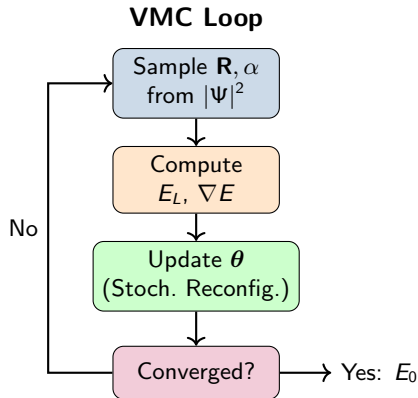 VMC Loop
Sample R, α
from |Ψ|²
Compute
E_L, ∇E
Update θ
(Stoch. Reconfig.)
No
Converged?
Yes: E₀